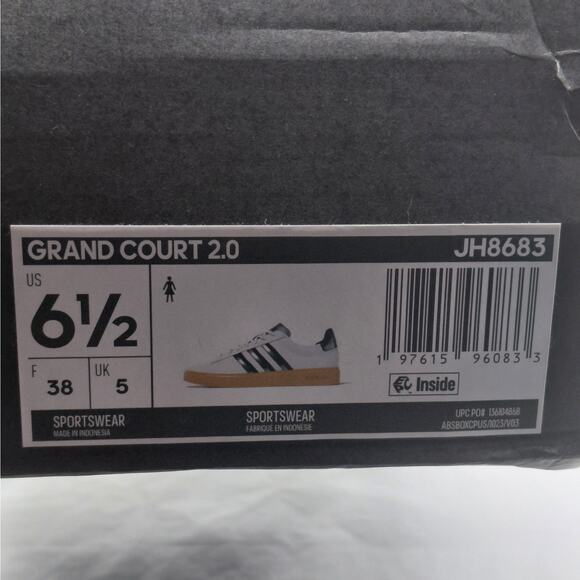 GRAND COURT 2.0 JH8683
US
6½
F
38
UK
5
1 97615 96083 3
Inside
SPORTSWEAR
MADE IN INDONESIA
SPORTSWEAR
FABRIQUÉ EN INDONÉSIE
UPC PO# 136104868
ABSBOXCPUS/1023/V03